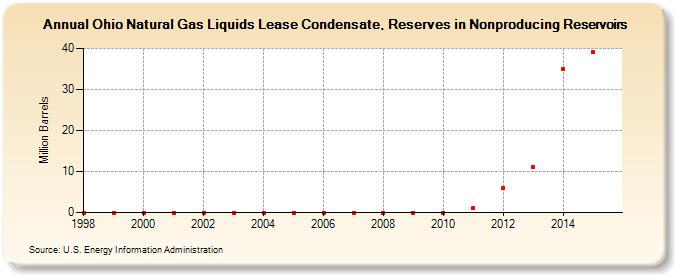 Annual Ohio Natural Gas Liquids Lease Condensate, Reserves in Nonproducing Reservoirs
Million Barrels
40
30
20
10
0
1998 2000 2002 2004 2006 2008 2010 2012 2014
Source: U.S. Energy Information Administration